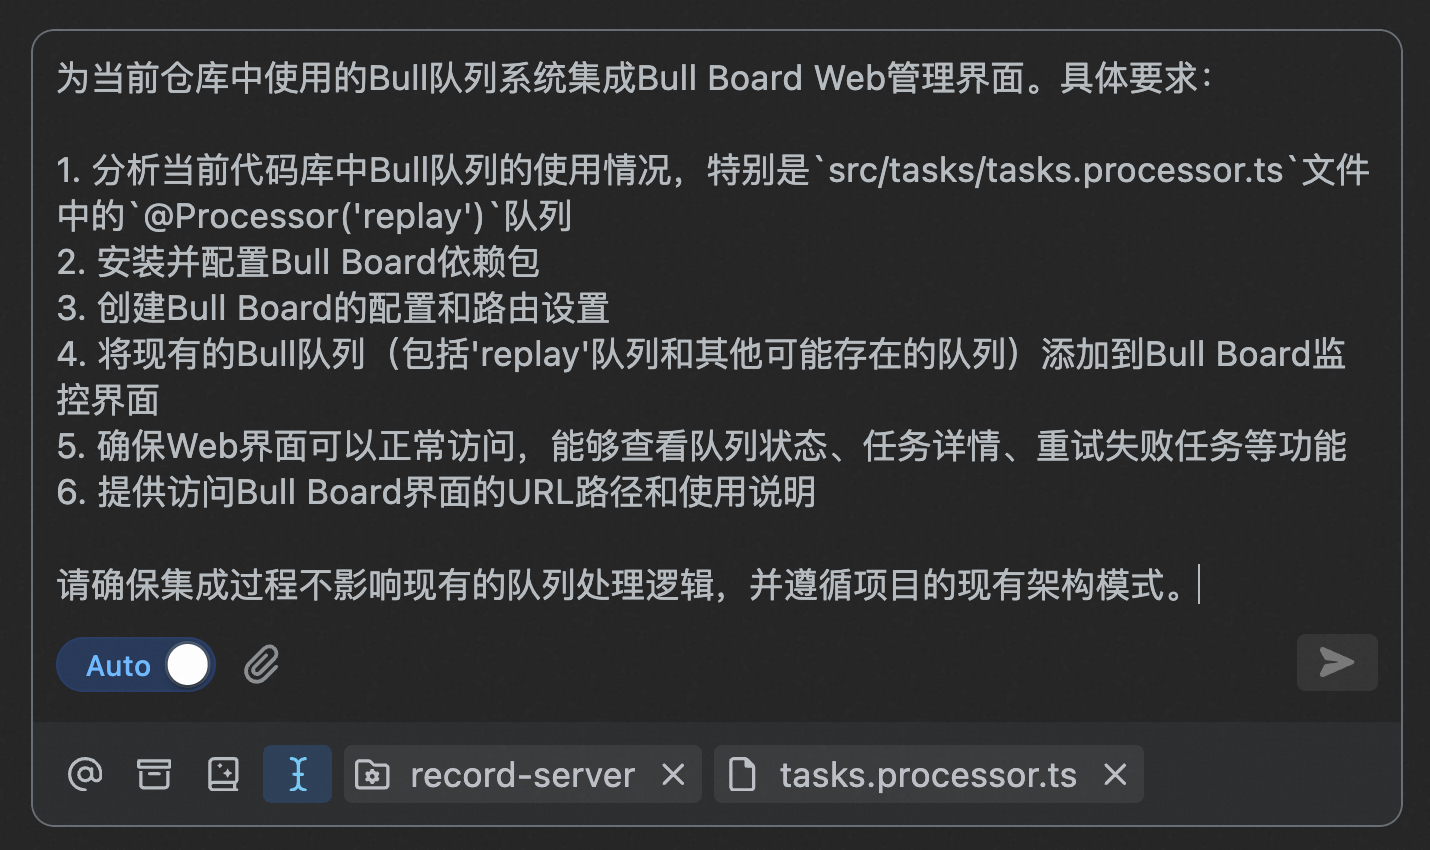 为当前仓库中使用的Bull队列系统集成Bull Board Web管理界面。具体要求：
1. 分析当前代码库中Bull队列的使用情况，特别是`src/tasks/tasks.processor.ts`文件
中的`@Processor('replay')`队列
2. 安装并配置Bull Board依赖包
3. 创建Bull Board的配置和路由设置
4. 将现有的Bull队列（包括'replay'队列和其他可能存在的队列）添加到Bull Board监
控界面
5. 确保Web界面可以正常访问，能够查看队列状态、任务详情、重试失败任务等功能
6. 提供访问Bull Board界面的URL路径和使用说明
请确保集成过程不影响现有的队列处理逻辑，并遵循项目的现有架构模式。
Auto
record-server
tasks.processor.ts